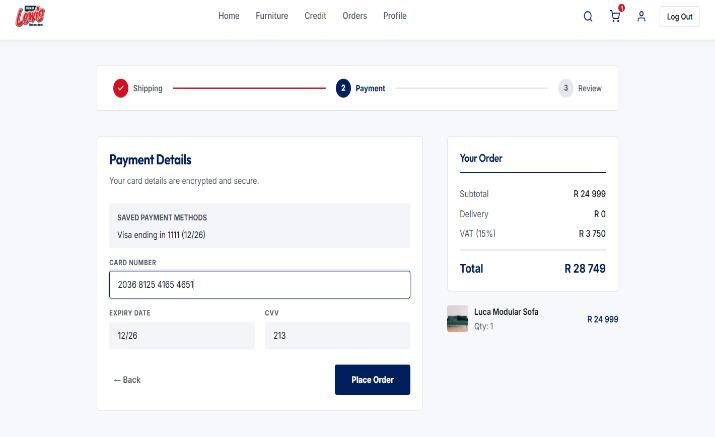 Lewis
Home Furniture Credit Orders Profile
1
Log Out
Shipping
2 Payment
3 Review
Payment Details
Your card details are encrypted and secure.
SAVED PAYMENT METHODS
Visa ending in 1111 (12/26)
CARD NUMBER
2036 8125 4165 4651
EXPIRY DATE CVV
12/26 213
← Back Place Order
Your Order
Subtotal R 24 999
Delivery R 0
VAT (15%) R 3 750
Total R 28 749
Luca Modular Sofa
Qty: 1
R 24 999